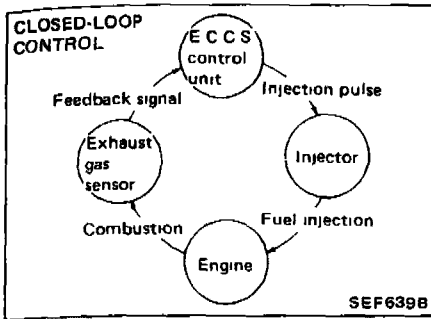 CLOSED-LOOP
CONTROL
E C C S
control
unit
Feedback signal
Injection pulse
Exhaust
gas
sensor
Injector
Combustion
Fuel injection
Engine
SEF639B